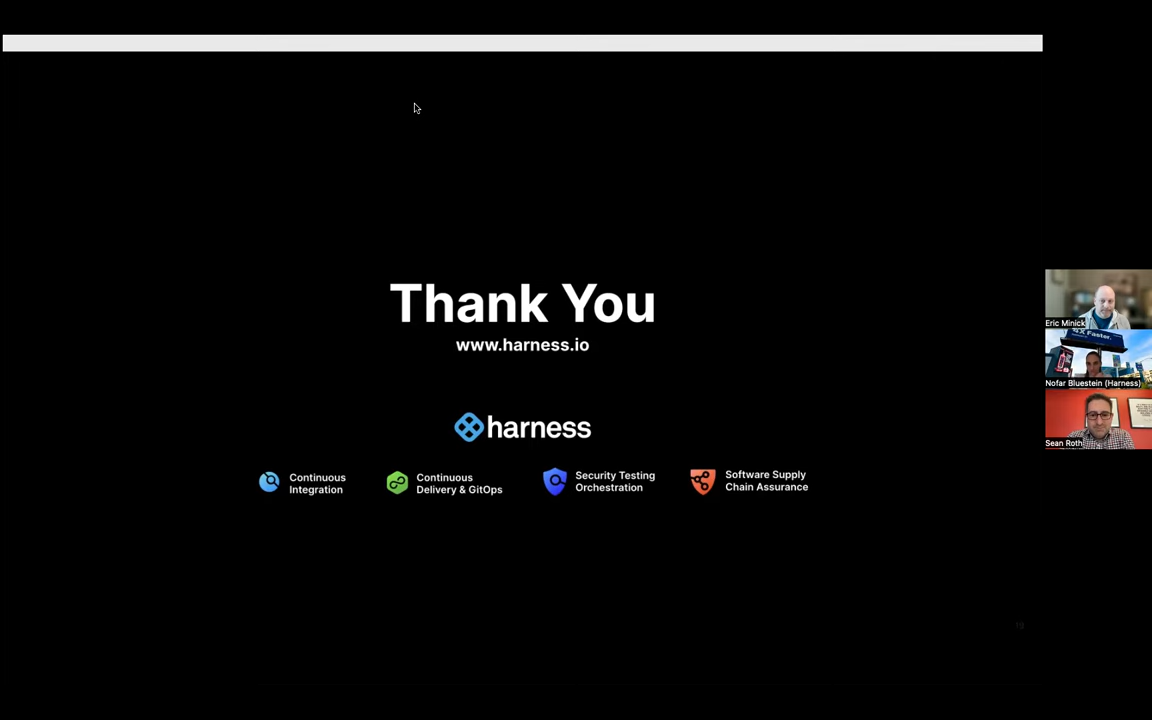 Thank You
www.harness.io
harness
Continuous
Integration
Continuous
Delivery & GitOps
Security Testing
Orchestration
Software Supply
Chain Assurance
Eric Minick
Faster.
Nofar Bluestein (Harness)
Sean Roth